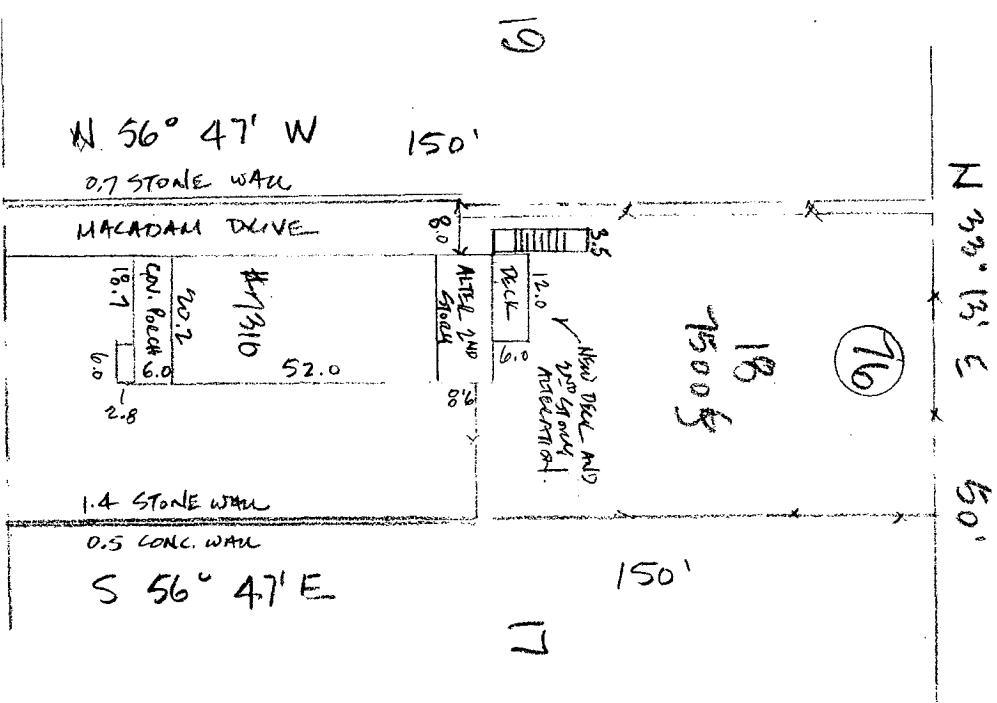 19
N 56° 47' W 150'
0.7 STONE WALL
MACADAM DRIVE
8.0
3.5
18.7
COV. PORCH
20.2
6.0
6.0
2.8
52.0
ALTER 2ND
STORY
9.8
DECK
12.0
6.0
NEW DECK AND
2ND STORY
ALTERATION.
18
7500
76
N 33° 13' E 50'
1.4 STONE WALL
0.5 CONC. WALL
S 56° 47' E 150'
17